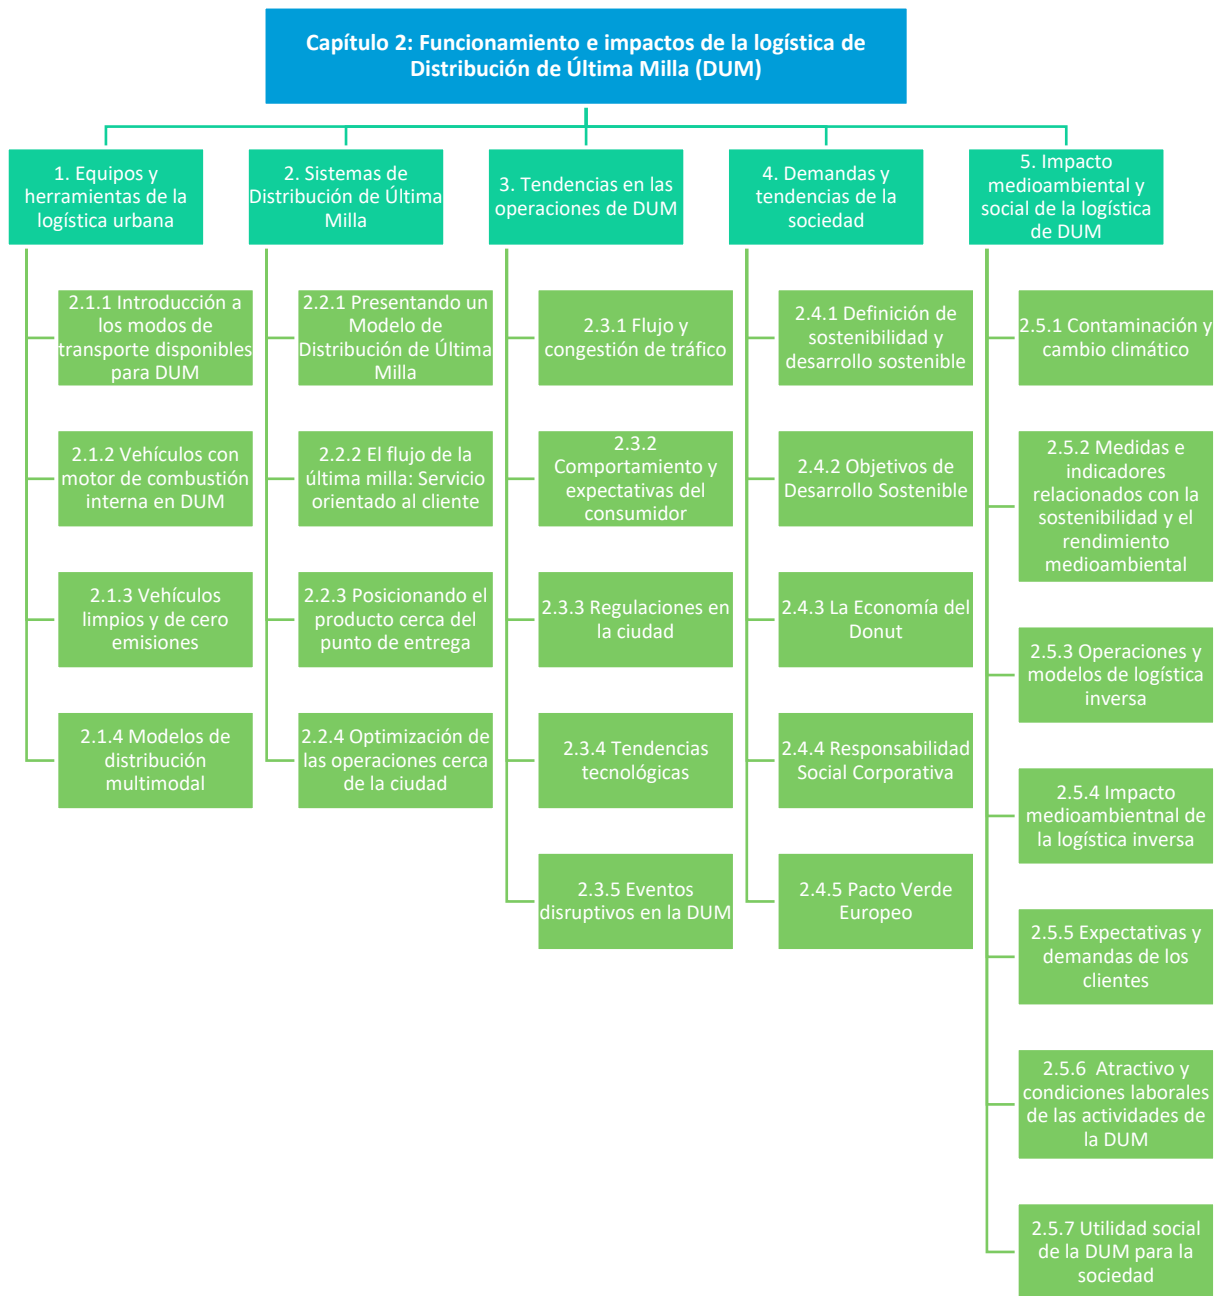 Capítulo 2: Funcionamiento e impactos de la logística de
Distribución de Última Milla (DUM)
1. Equipos y
herramientas de la
logística urbana
2.1.1 Introducción a
los modos de
transporte disponibles
para DUM
2.1.2 Vehículos con
motor de combustión
interna en DUM
2.1.3 Vehículos
limpios y de cero
emisiones
2.1.4 Modelos de
distribución
multimodal
2. Sistemas de
Distribución de Última
Milla
2.2.1 Presentando un
Modelo de
Distribución de Última
Milla
2.2.2 El flujo de la
última milla: Servicio
orientado al cliente
2.2.3 Posicionando el
producto cerca del
punto de entrega
2.2.4 Optimización de
las operaciones cerca
de la ciudad
3. Tendencias en las
operaciones de DUM
2.3.1 Flujo y
congestión de tráfico
2.3.2
Comportamiento y
expectativas del
consumidor
2.3.3 Regulaciones en
la ciudad
2.3.4 Tendencias
tecnológicas
2.3.5 Eventos
disruptivos en la DUM
4. Demandas y
tendencias de la
sociedad
2.4.1 Definición de
sostenibilidad y
desarrollo sostenible
2.4.2 Objetivos de
Desarrollo Sostenible
2.4.3 La Economía del
Donut
2.4.4 Responsabilidad
Social Corporativa
2.4.5 Pacto Verde
Europeo
5. Impacto
medioambiental y
social de la logística
de DUM
2.5.1 Contaminación y
cambio climático
2.5.2 Medidas e
indicadores
relacionados con la
sostenibilidad y el
rendimiento
medioambiental
2.5.3 Operaciones y
modelos de logística
inversa
2.5.4 Impacto
medioambientnal de
la logística inversa
2.5.5 Expectativas y
demandas de los
clientes
2.5.6 Atractivo y
condiciones laborales
de las actividades de
la DUM
2.5.7 Utilidad social
de la DUM para la
sociedad